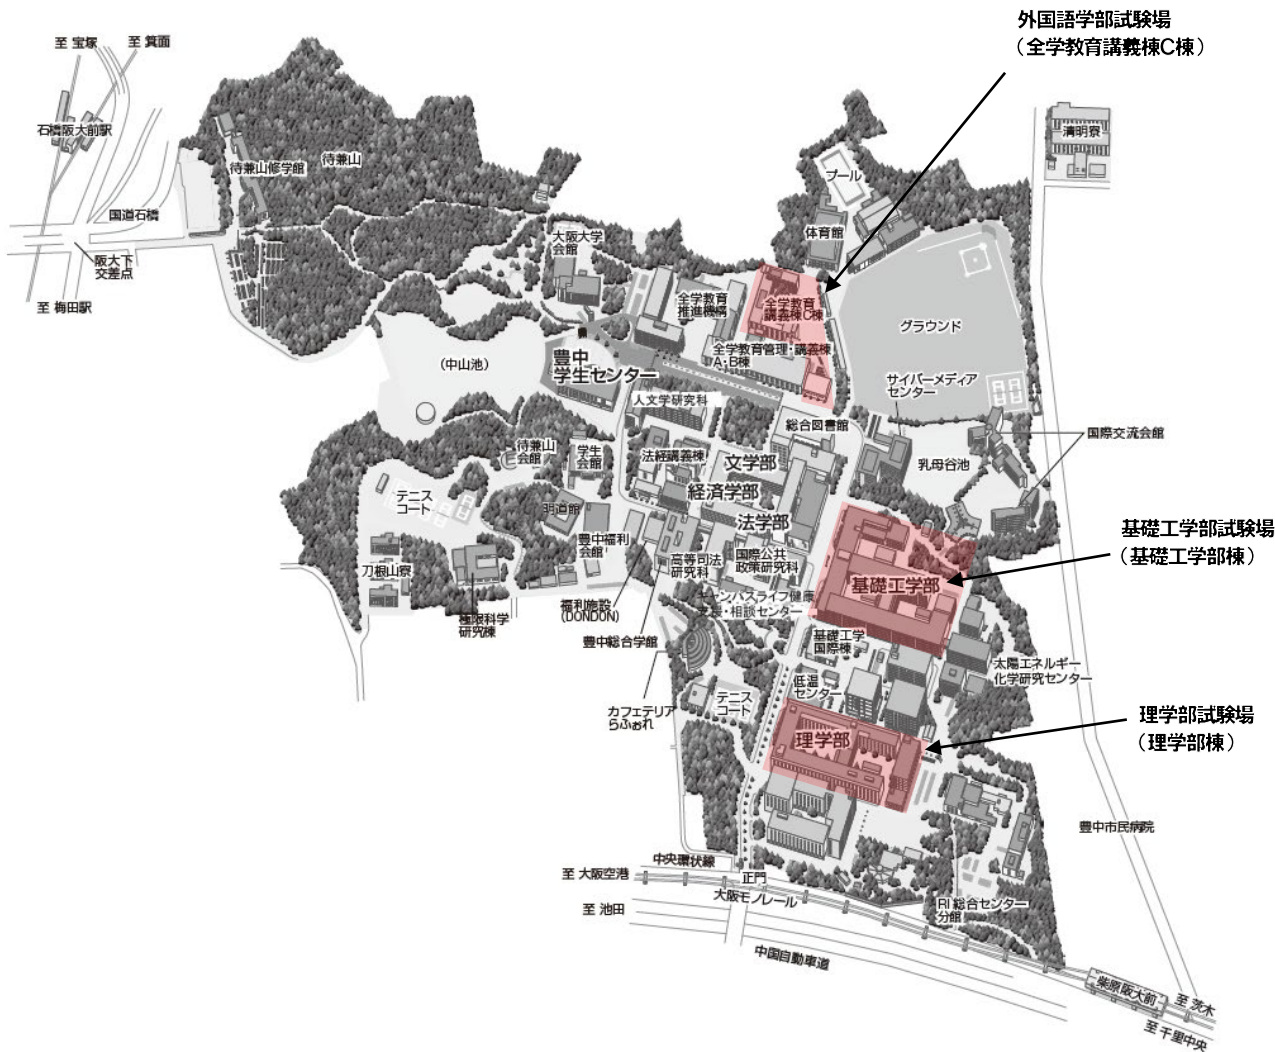 外国語学部試験場
（全学教育講義棟C棟）
至 宝塚
至 箕面
石橋阪大前駅
待兼山修学館
待兼山
国道石橋
阪大下
交差点
至 梅田駅
清明寮
プール
体育館
大阪大学
会館
全学教育
推進機構
全学教育
講義棟C棟
グラウンド
全学教育管理・講義棟
A・B棟
（中山池）
豊中
学生センター
サイバーメディア
センター
人文学研究科
総合図書館
国際交流会館
待兼山
会館
学生
会館
法経講義棟
文学部
乳母谷池
経済学部
テニス
コート
明道館
法学部
基礎工学部試験場
（基礎工学部棟）
豊中福利
会館
高等司法
研究科
国際公共
政策研究科
基礎工学部
刀根山寮
キャンパスライフ健康
支援・相談センター
福利施設
(DONDON)
極限科学
研究棟
豊中総合学館
基礎工学
国際棟
太陽エネルギー
化学研究センター
低温
センター
テニス
コート
カフェテリア
らふぉれ
理学部試験場
（理学部棟）
理学部
豊中市民病院
中央環状線
至 大阪空港
正門
大阪モノレール
至 池田
RI 総合センター
分館
中国自動車道
柴原阪大前
至 茨木
至 千里中央